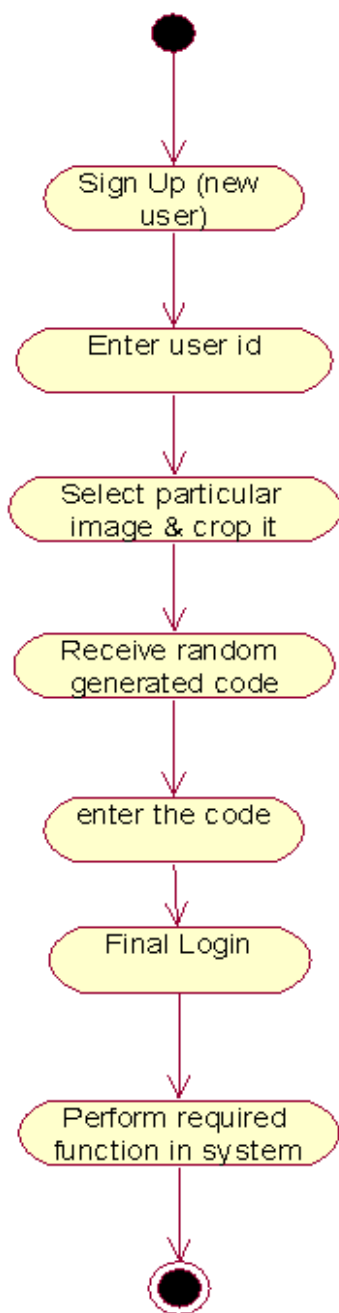 Sign Up (new
user)
Enter user id
Select particular
image & crop it
Receive random
generated code
enter the code
Final Login
Perform required
function in system